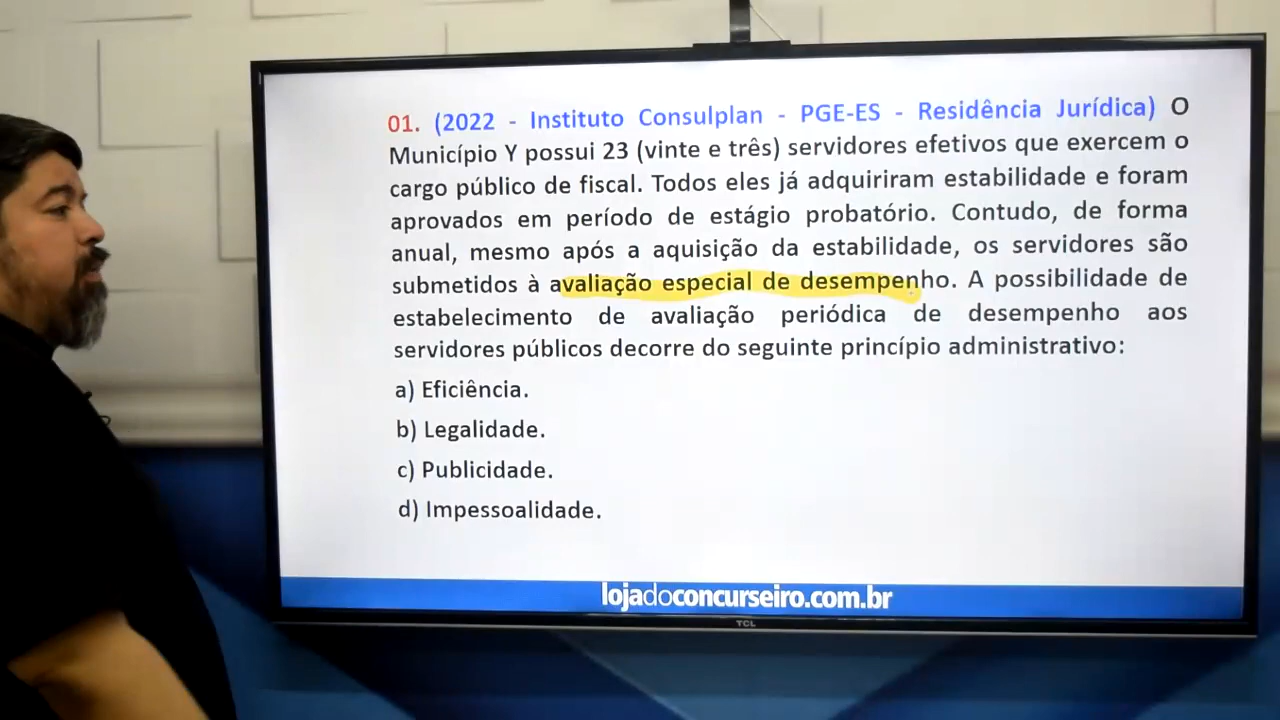 01. (2022 - Instituto Consulplan - PGE-ES - Residência Jurídica) O
Município Y possui 23 (vinte e três) servidores efetivos que exercem o
cargo público de fiscal. Todos eles já adquiriram estabilidade e foram
aprovados em período de estágio probatório. Contudo, de forma
anual, mesmo após a aquisição da estabilidade, os servidores são
submetidos à avaliação especial de desempenho. A possibilidade de
estabelecimento de avaliação periódica de desempenho aos
servidores públicos decorre do seguinte princípio administrativo:
a) Eficiência.
b) Legalidade.
c) Publicidade.
d) Impessoalidade.
lojadoconcurseiro.com.br
TCL